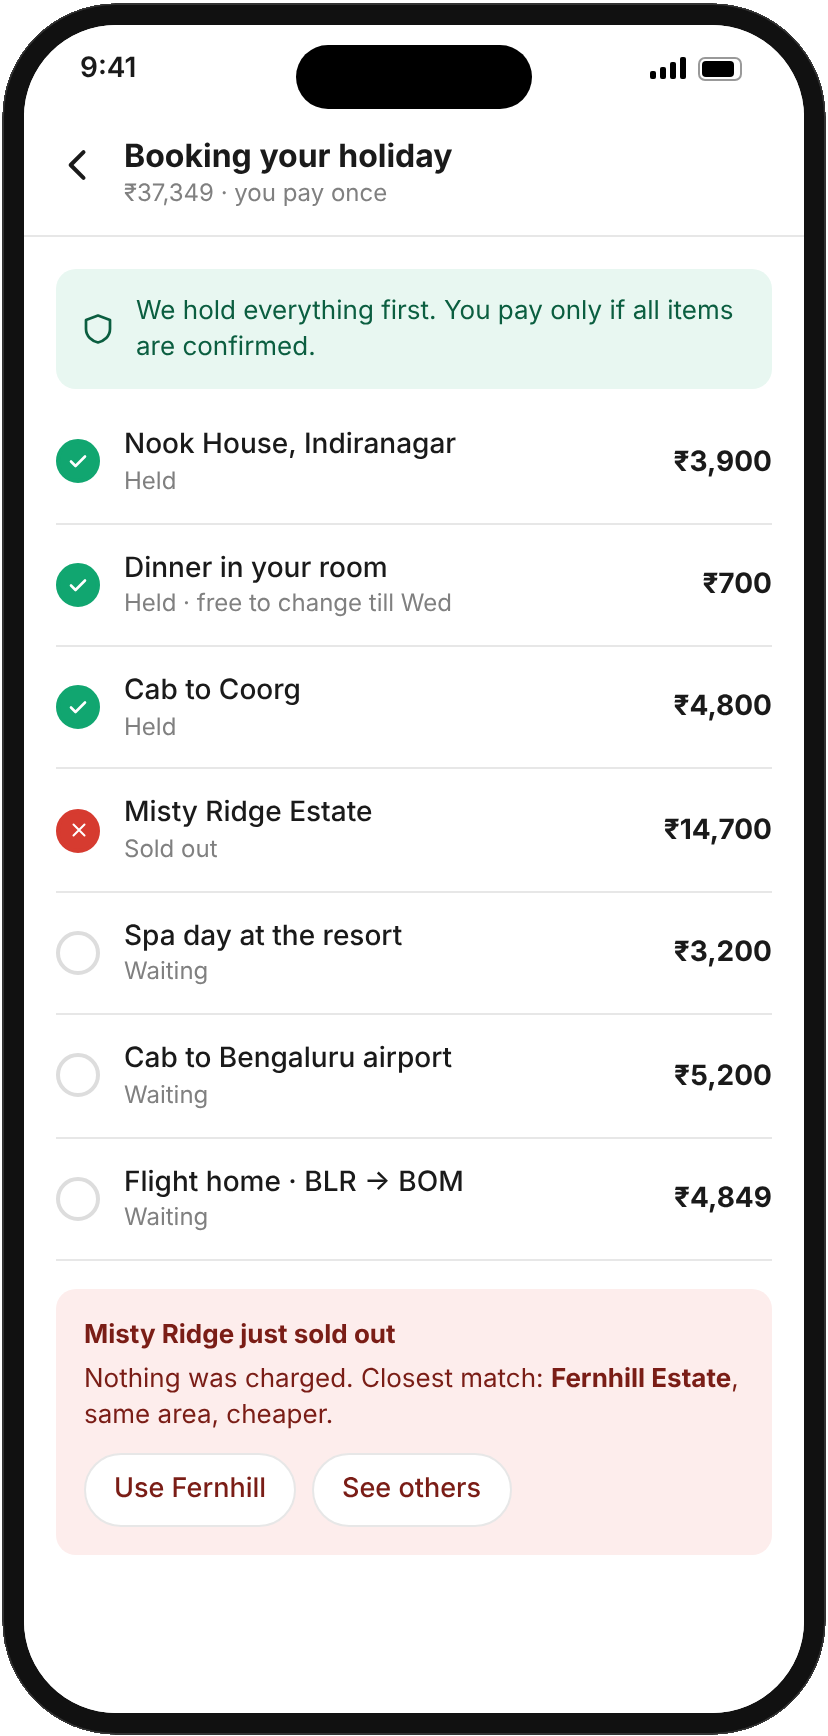 9:41
Booking your holiday
₹37,349 · you pay once
We hold everything first. You pay only if all items
are confirmed.
Nook House, Indiranagar
Held
₹3,900
Dinner in your room
Held · free to change till Wed
₹700
Cab to Coorg
Held
₹4,800
Misty Ridge Estate
Sold out
₹14,700
Spa day at the resort
Waiting
₹3,200
Cab to Bengaluru airport
Waiting
₹5,200
Flight home · BLR → BOM
Waiting
₹4,849
Misty Ridge just sold out
Nothing was charged. Closest match: Fernhill Estate,
same area, cheaper.
Use Fernhill
See others